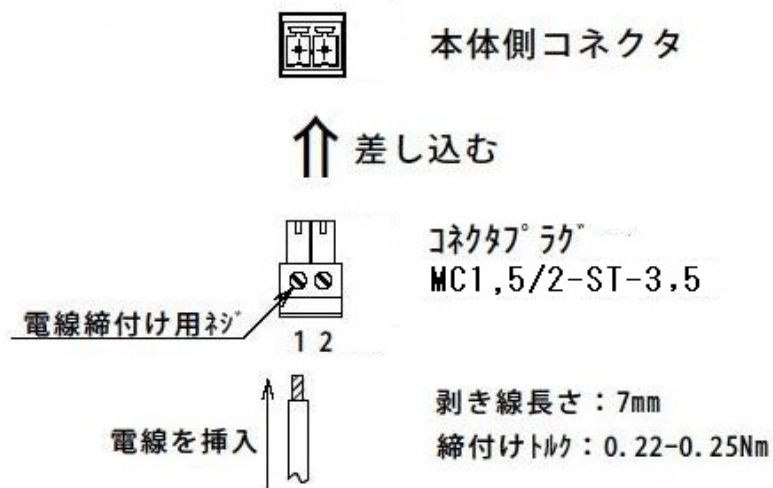 本体側コネクタ
差し込む
コネクタプラグ
MC1,5/2-ST-3,5
電線締付け用ネジ
1 2
電線を挿入
剥き線長さ：7mm
締付けトルク：0.22-0.25Nm